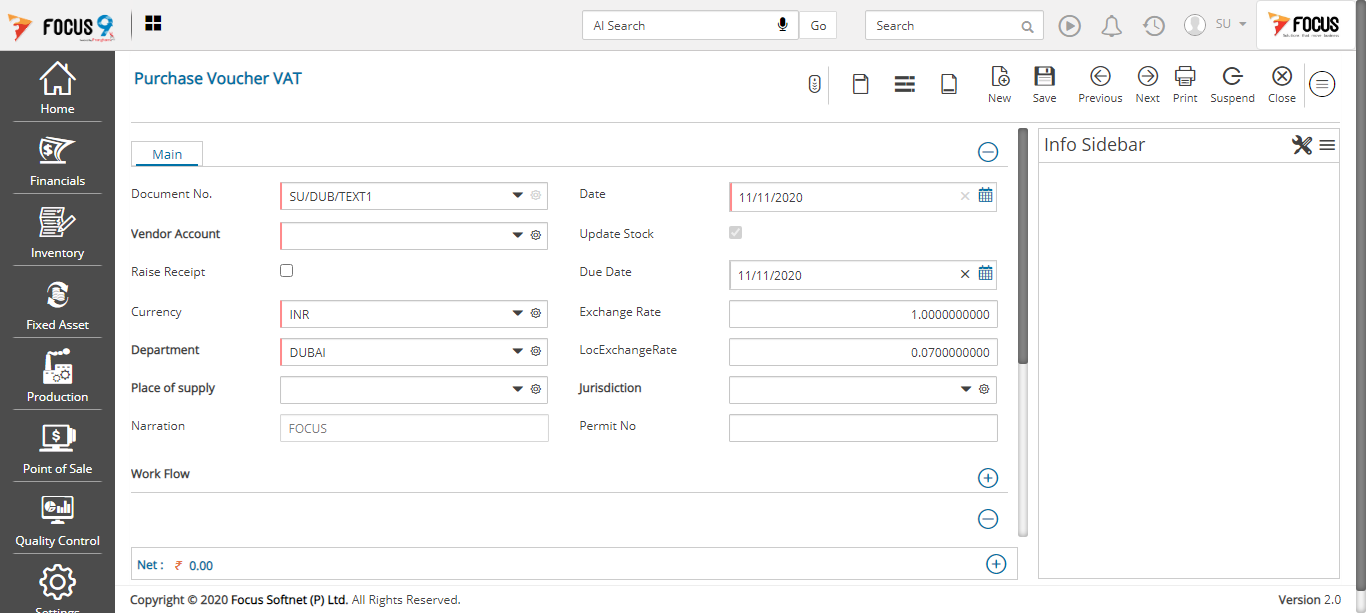 FOCUS 9
AI Search
Go
Search
SU
FOCUS
Home
Financials
Inventory
Fixed Asset
Production
Point of Sale
Quality Control
Settings
Purchase Voucher VAT
New
Save
Previous
Next
Print
Suspend
Close
Main
Document No.
SU/DUB/TEXT1
Date
11/11/2020
Vendor Account
Update Stock
Raise Receipt
Due Date
11/11/2020
Currency
INR
Exchange Rate
1.0000000000
Department
DUBAI
LocExchangeRate
0.0700000000
Place of supply
Jurisdiction
Narration
FOCUS
Permit No
Work Flow
Net : ₹ 0.00
Info Sidebar
Copyright © 2020 Focus Softnet (P) Ltd. All Rights Reserved.
Version 2.0